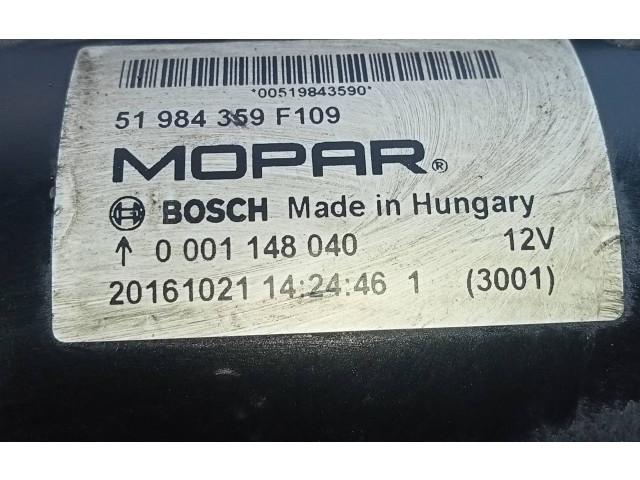 *00519843590*
51 984 359 F109
MOPAR®
BOSCH Made in Hungary
↑ 0 001 148 040 12V
20161021 14:24:46 1 (3001)